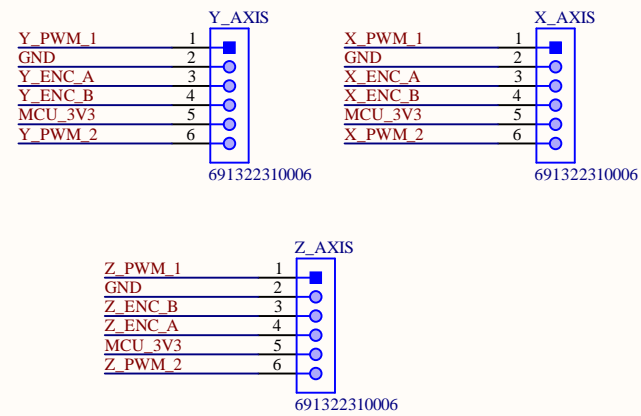 Y_AXIS
Y_PWM_1 1
GND 2
Y_ENC_A 3
Y_ENC_B 4
MCU_3V3 5
Y_PWM_2 6
691322310006
X_AXIS
X_PWM_1 1
GND 2
X_ENC_A 3
X_ENC_B 4
MCU_3V3 5
X_PWM_2 6
691322310006
Z_AXIS
Z_PWM_1 1
GND 2
Z_ENC_B 3
Z_ENC_A 4
MCU_3V3 5
Z_PWM_2 6
691322310006